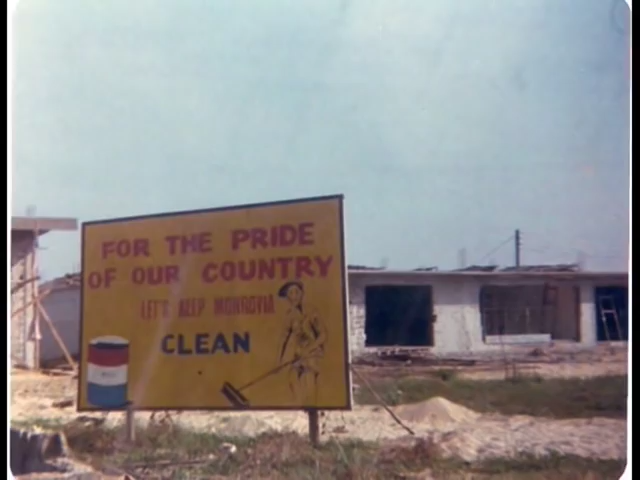 FOR THE PRIDE
OF OUR COUNTRY
LET'S KEEP MONROVIA
CLEAN